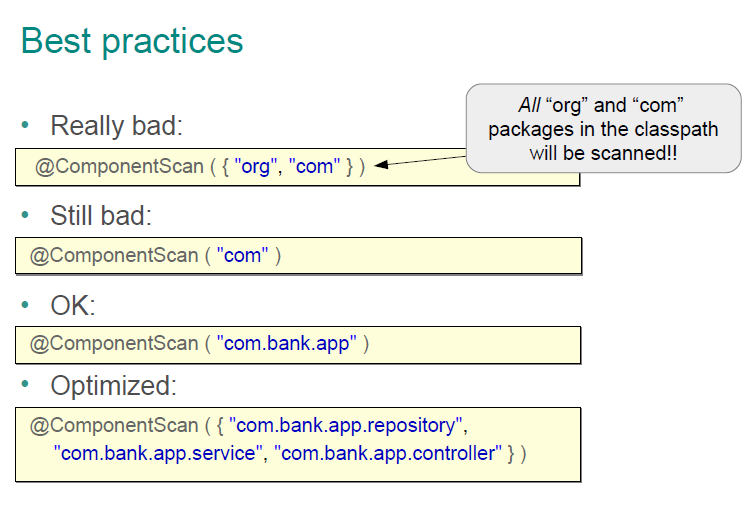 Best practices
• Really bad:
All “org” and “com”
packages in the classpath
will be scanned!!
@ComponentScan ( { "org", "com" } )
• Still bad:
@ComponentScan ( "com" )
• OK:
@ComponentScan ( "com.bank.app" )
• Optimized:
@ComponentScan ( { "com.bank.app.repository",
"com.bank.app.service", "com.bank.app.controller" } )